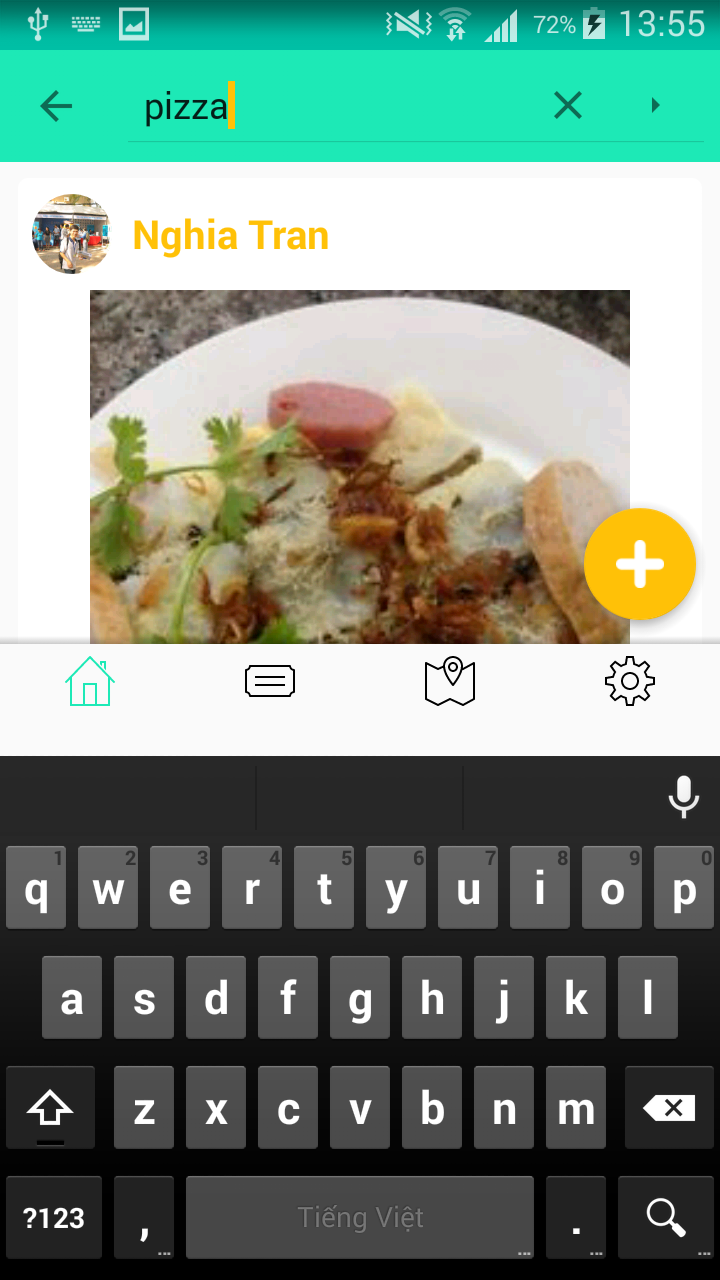 72% 13:55
pizza
Nghia Tran
1 2 3 4 5 6 7 8 9 0
q w e r t y u i o p
a s d f g h j k l
z x c v b n m
?123 , Tiếng Việt .